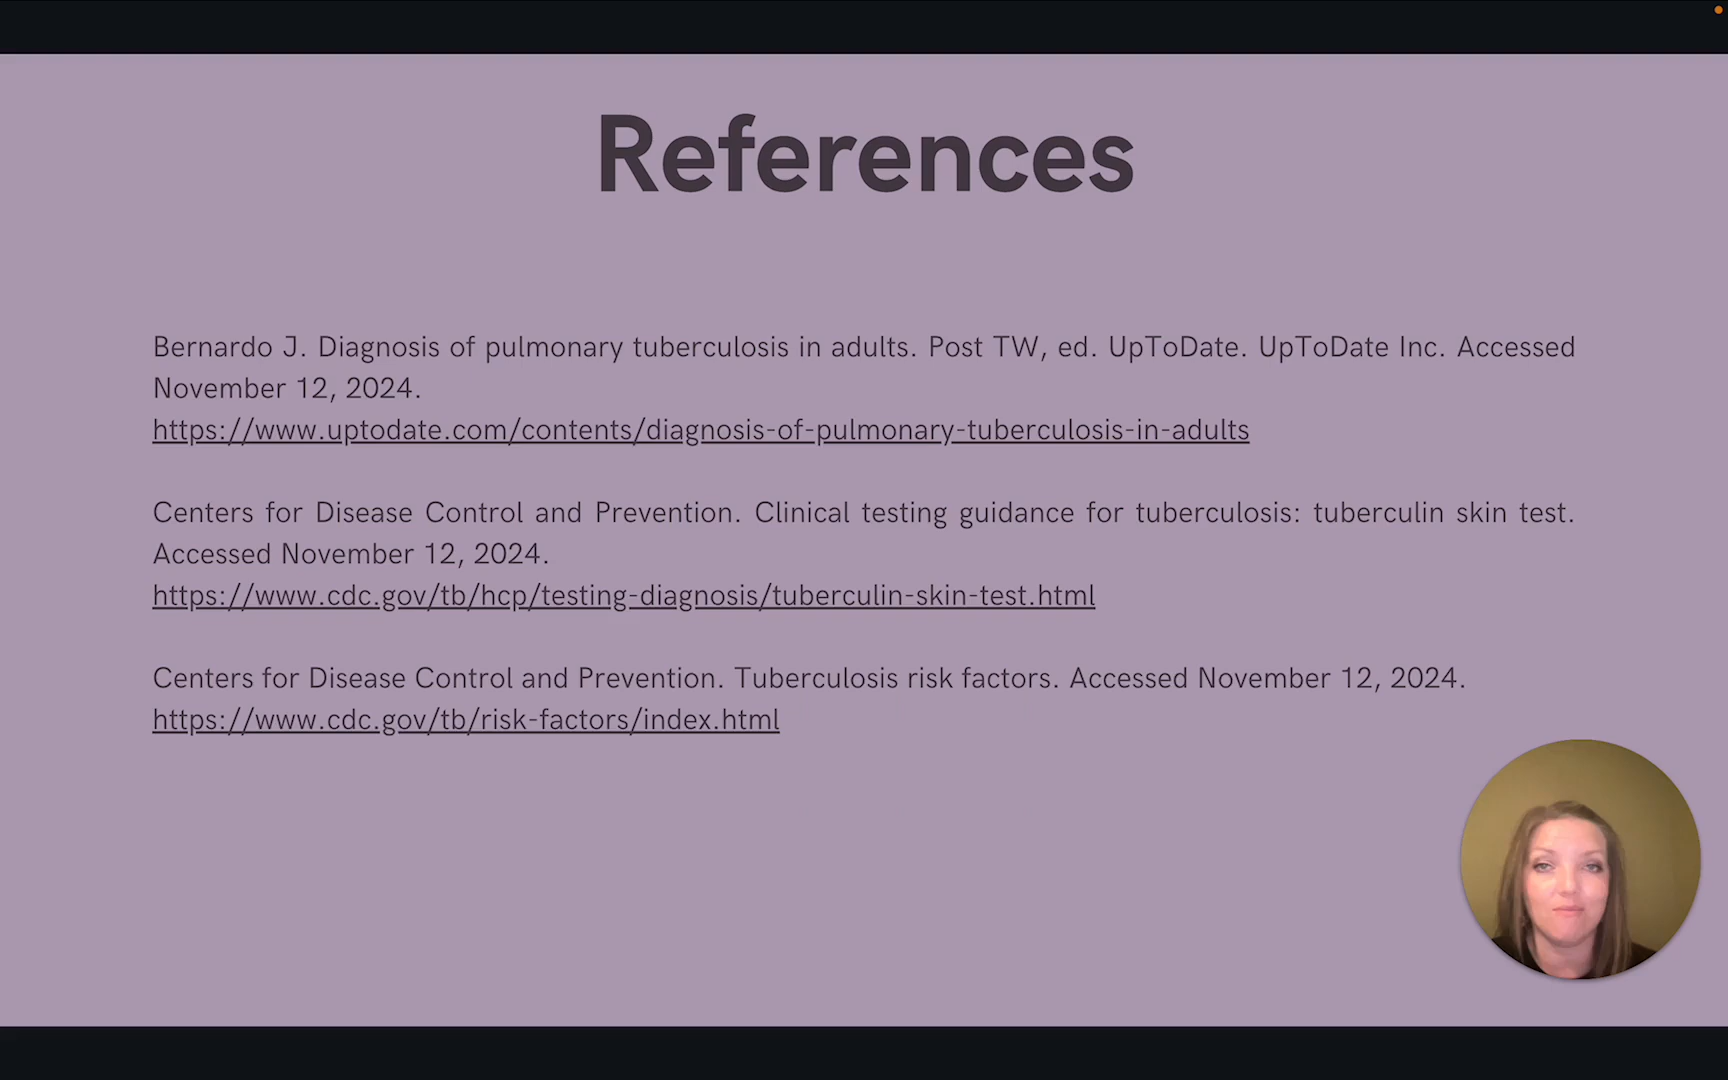 References
Bernardo J. Diagnosis of pulmonary tuberculosis in adults. Post TW, ed. UpToDate. UpToDate Inc. Accessed
November 12, 2024.
https://www.uptodate.com/contents/diagnosis-of-pulmonary-tuberculosis-in-adults
Centers for Disease Control and Prevention. Clinical testing guidance for tuberculosis: tuberculin skin test.
Accessed November 12, 2024.
https://www.cdc.gov/tb/hcp/testing-diagnosis/tuberculin-skin-test.html
Centers for Disease Control and Prevention. Tuberculosis risk factors. Accessed November 12, 2024.
https://www.cdc.gov/tb/risk-factors/index.html